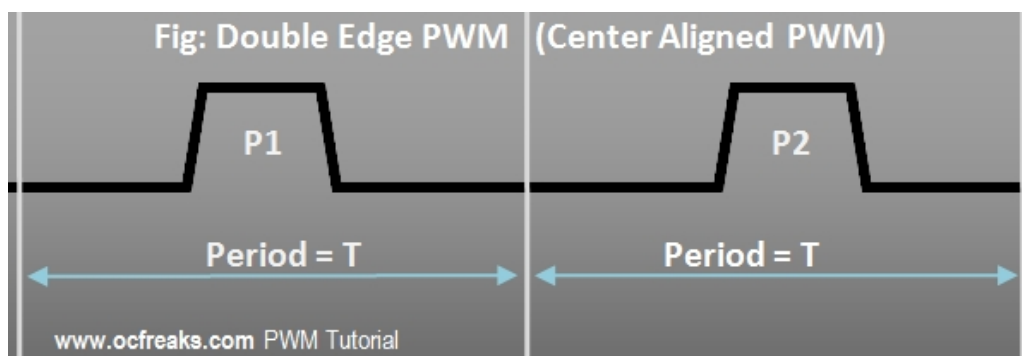 Fig: Double Edge PWM (Center Aligned PWM)
P1 P2
Period = T Period = T
www.ocfreaks.com PWM Tutorial